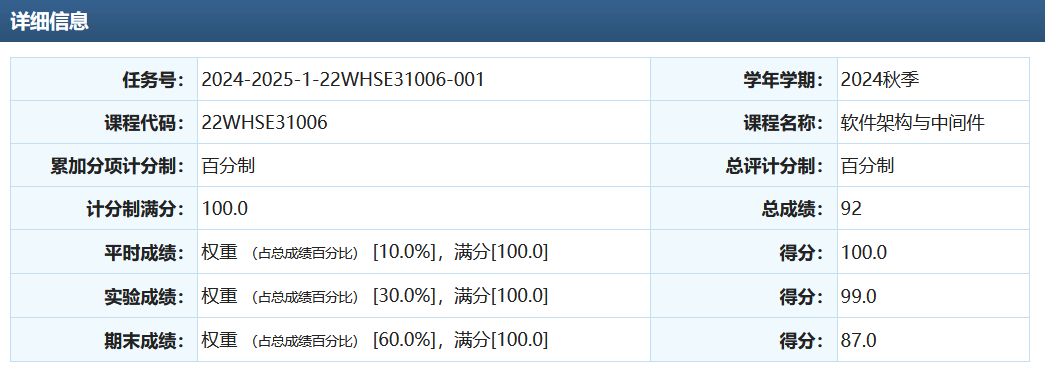 详细信息
任务号： 2024-2025-1-22WHSE31006-001 学年学期： 2024秋季
课程代码： 22WHSE31006 课程名称： 软件架构与中间件
累加分项计分制： 百分制 总评计分制： 百分制
计分制满分： 100.0 总成绩： 92
平时成绩： 权重 （占总成绩百分比） [10.0%]，满分[100.0] 得分： 100.0
实验成绩： 权重 （占总成绩百分比） [30.0%]，满分[100.0] 得分： 99.0
期末成绩： 权重 （占总成绩百分比） [60.0%]，满分[100.0] 得分： 87.0